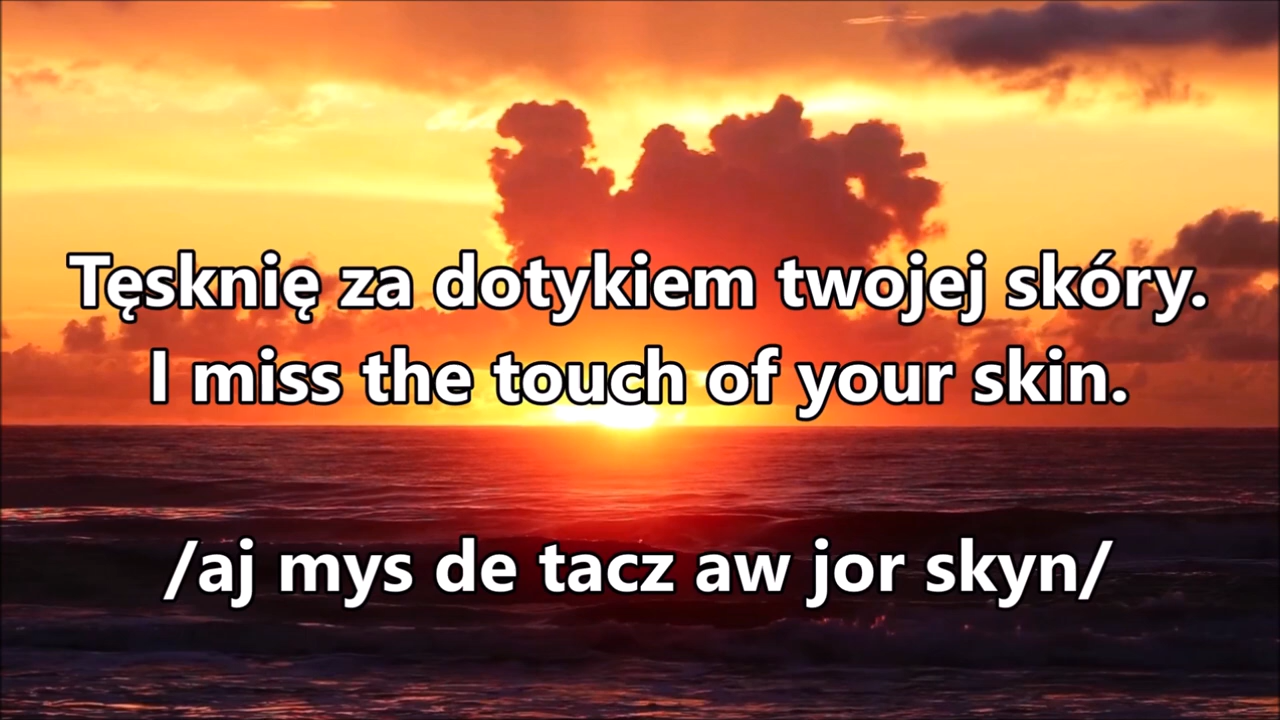 Tęsknię za dotykiem twojej skóry.
I miss the touch of your skin.
/aj mys de tacz aw jor skyn/